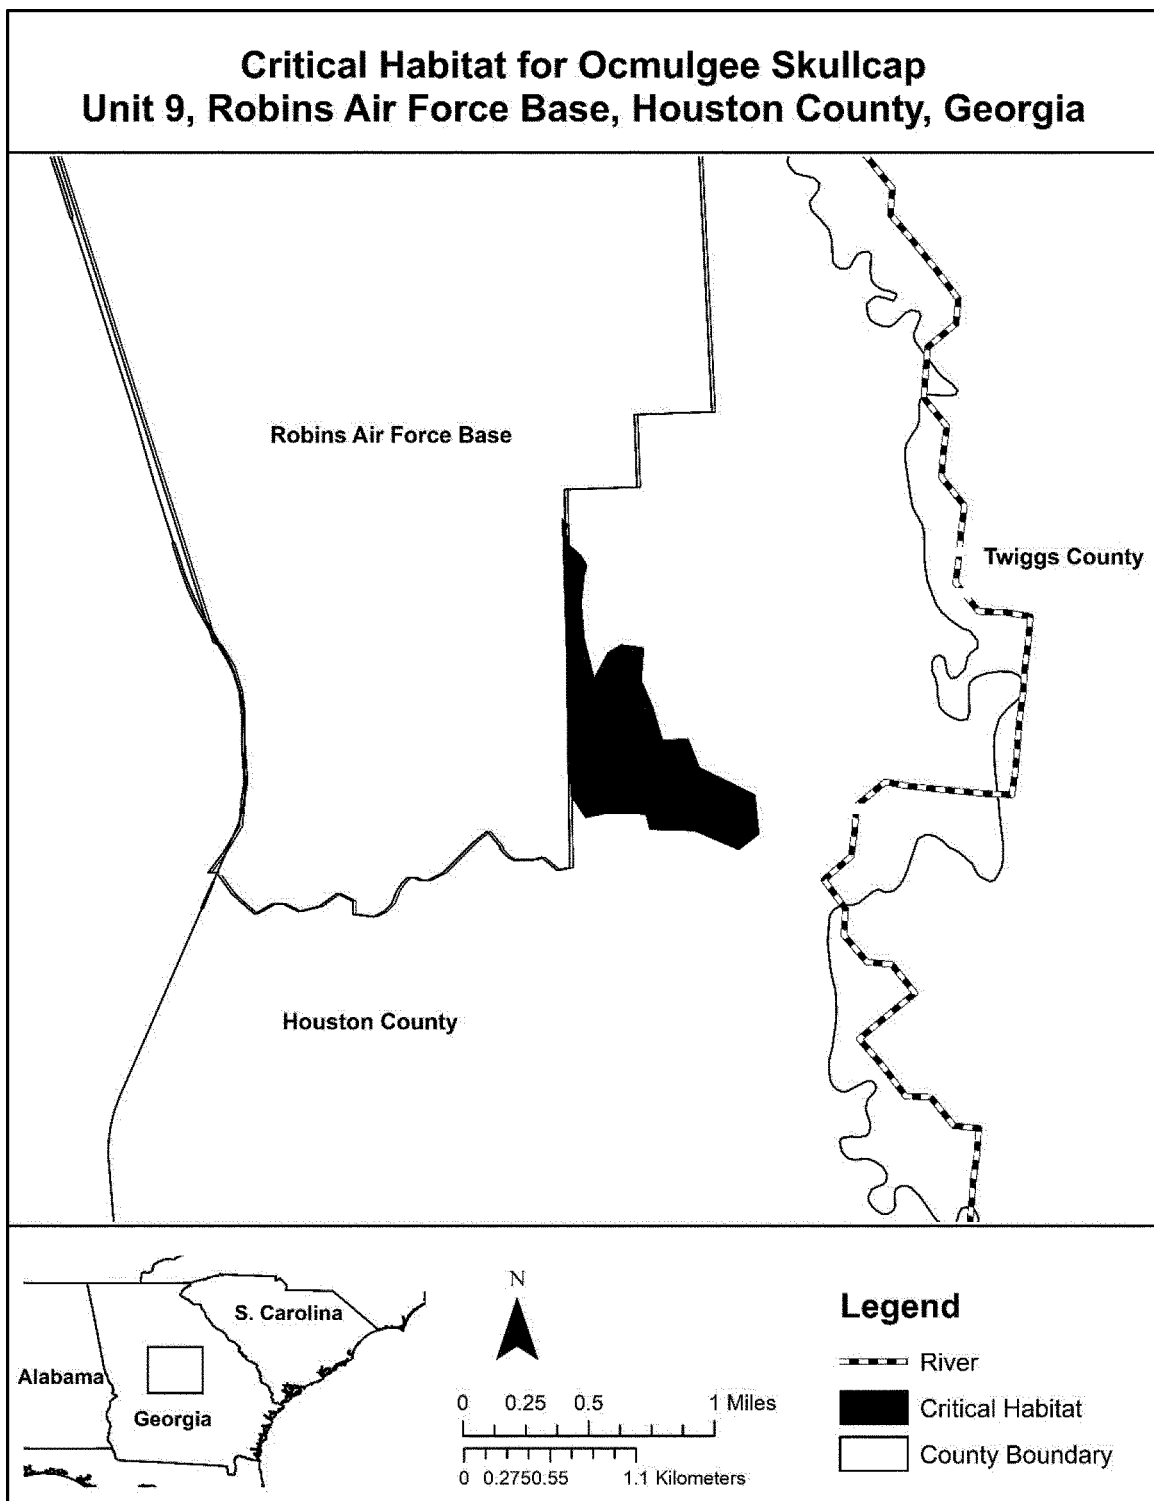 Critical Habitat for Ocmulgee Skullcap
Unit 9, Robins Air Force Base, Houston County, Georgia
Robins Air Force Base
Twiggs County
Houston County
S. Carolina
Alabama
Georgia
N
0 0.25 0.5 1 Miles
0 0.2750.55 1.1 Kilometers
Legend
River
Critical Habitat
County Boundary